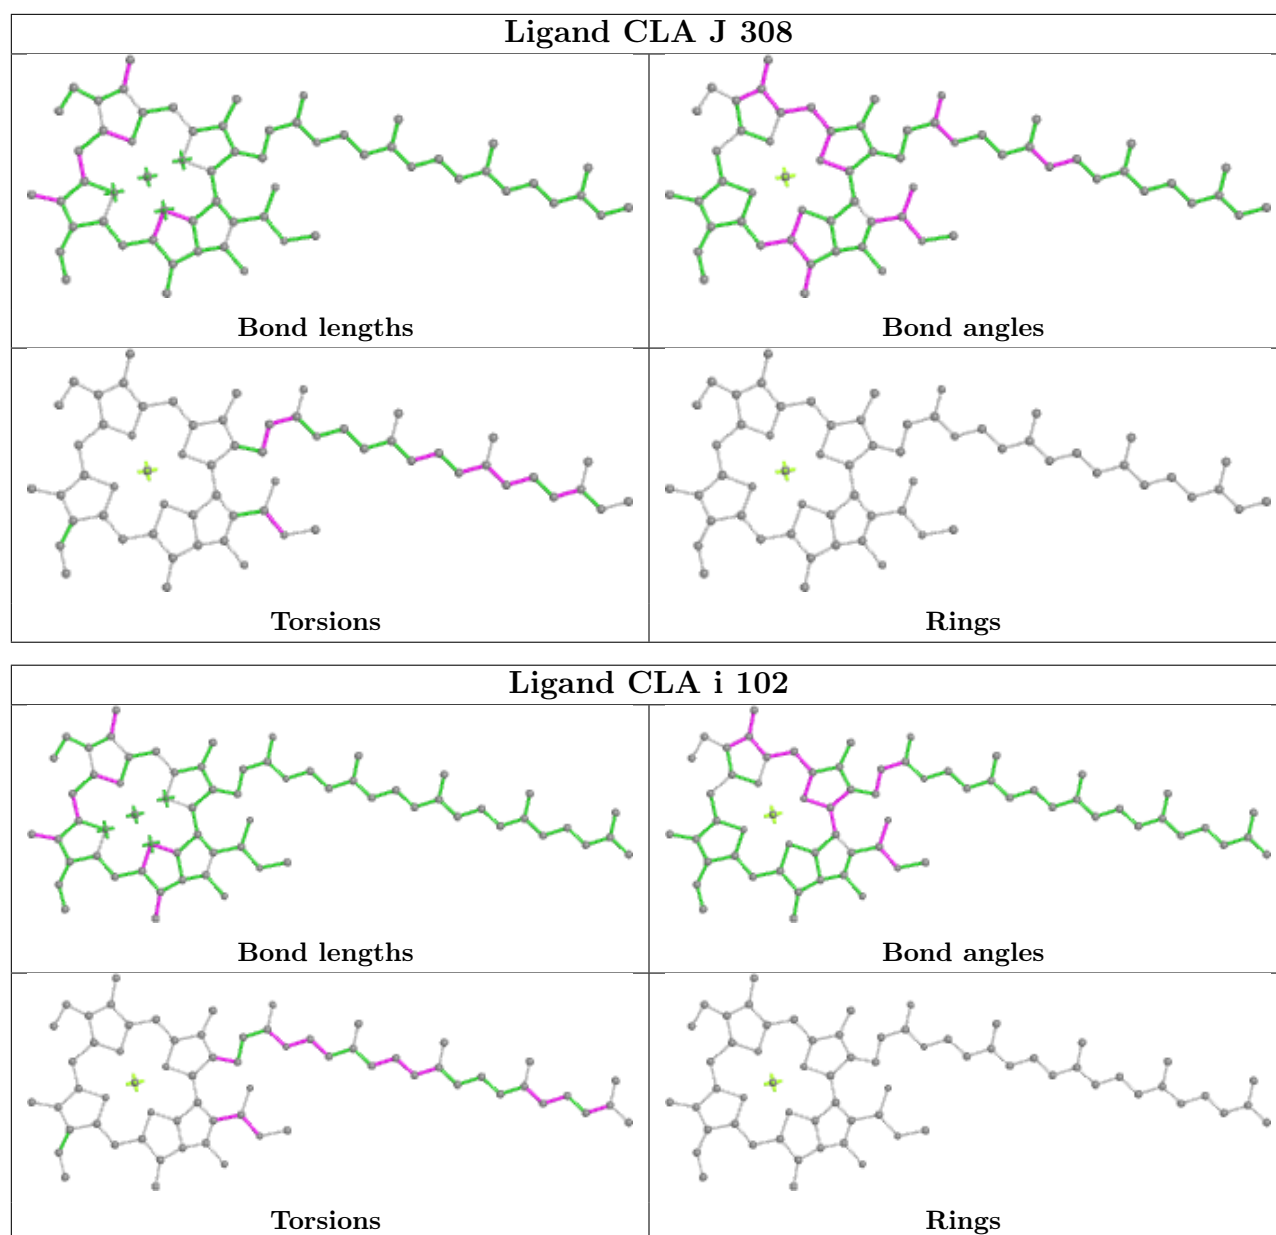 Ligand CLA J 308
Bond lengths
Bond angles
Torsions
Rings
Ligand CLA i 102
Bond lengths
Bond angles
Torsions
Rings